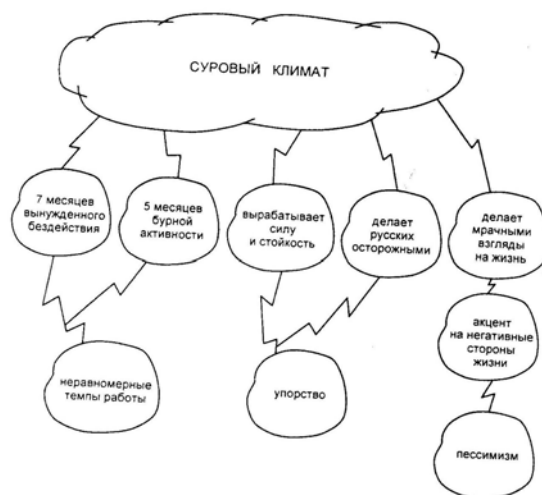 СУРОВЫЙ КЛИМАТ
7 месяцев
вынужденного
бездействия
5 месяцев
бурной
активности
вырабатывает
силу
и стойкость
делает
русских
осторожными
делает
мрачными
взгляды
на жизнь
акцент
на негативные
стороны
жизни
неравномерные
темпы работы
упорство
пессимизм